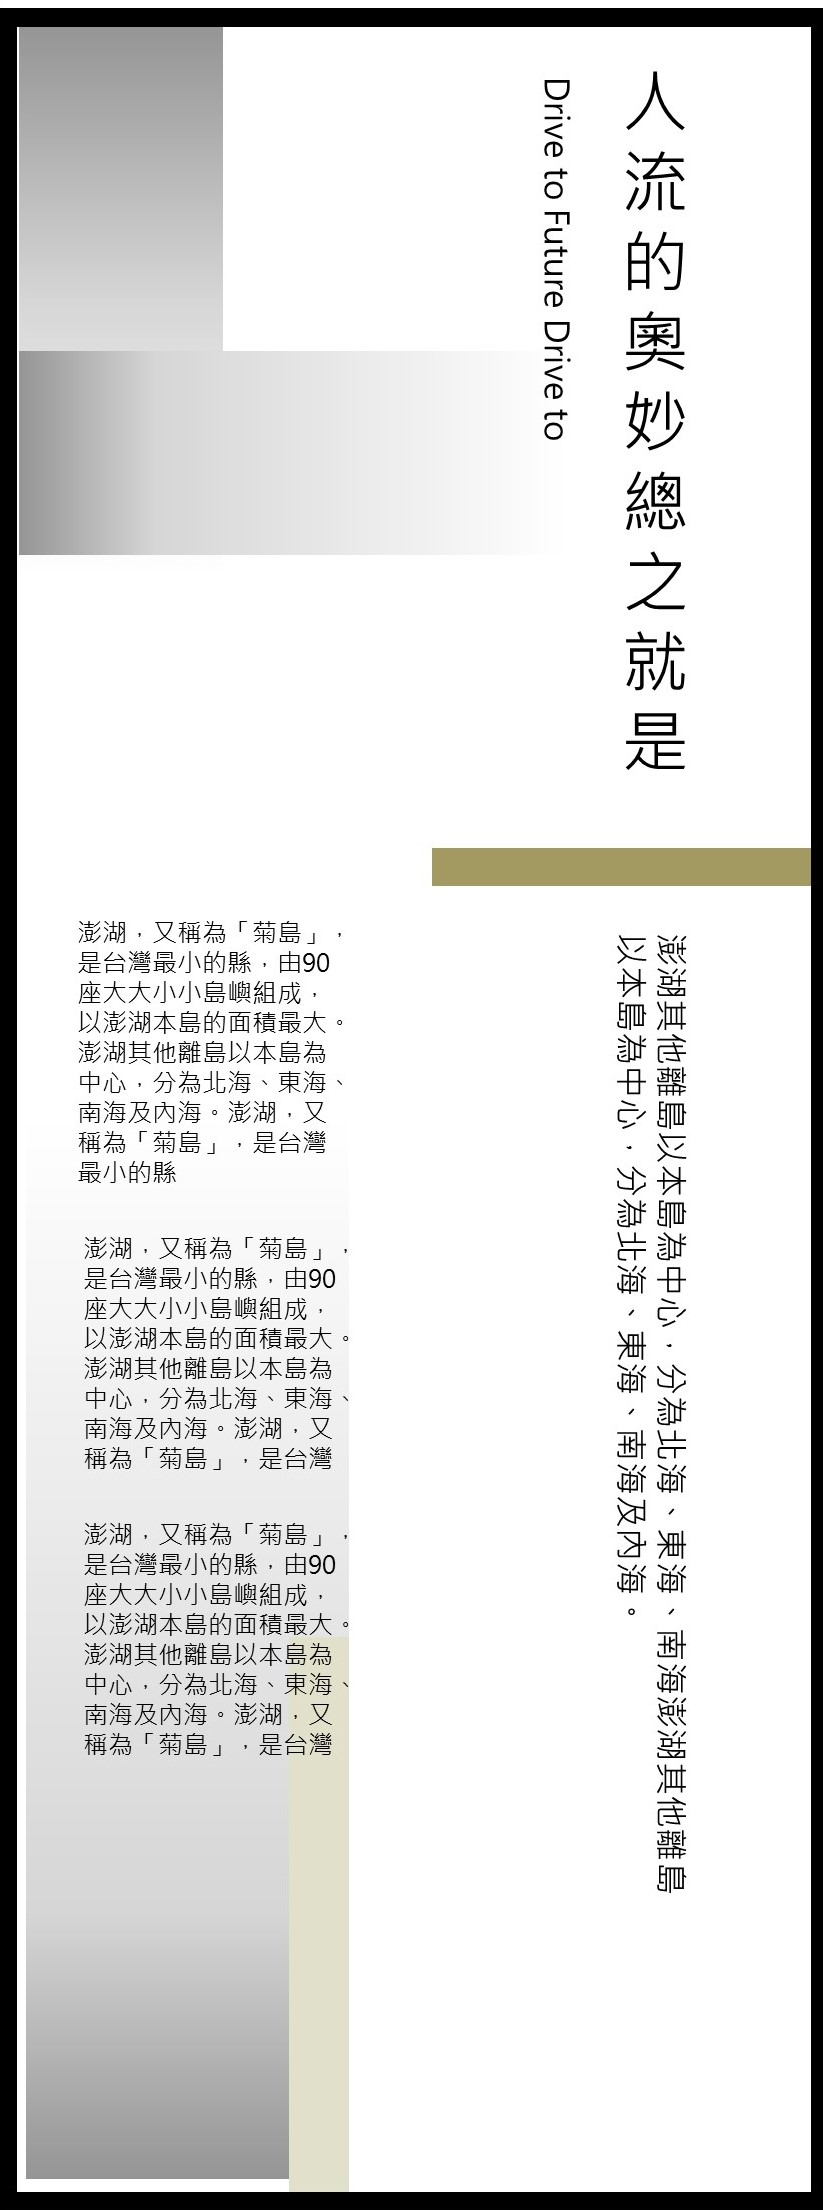 人流的奧妙總之就是
Drive to Future Drive to
澎湖其他離島以本島為中心，分為北海、東海、南海澎湖其他離島
以本島為中心，分為北海、東海、南海及內海。
澎湖，又稱為「菊島」，
是台灣最小的縣，由90
座大大小小島嶼組成，
以澎湖本島的面積最大。
澎湖其他離島以本島為
中心，分為北海、東海、
南海及內海。澎湖，又
稱為「菊島」，是台灣
最小的縣
澎湖，又稱為「菊島」，
是台灣最小的縣，由90
座大大小小島嶼組成，
以澎湖本島的面積最大。
澎湖其他離島以本島為
中心，分為北海、東海、
南海及內海。澎湖，又
稱為「菊島」，是台灣
澎湖，又稱為「菊島」，
是台灣最小的縣，由90
座大大小小島嶼組成，
以澎湖本島的面積最大。
澎湖其他離島以本島為
中心，分為北海、東海、
南海及內海。澎湖，又
稱為「菊島」，是台灣